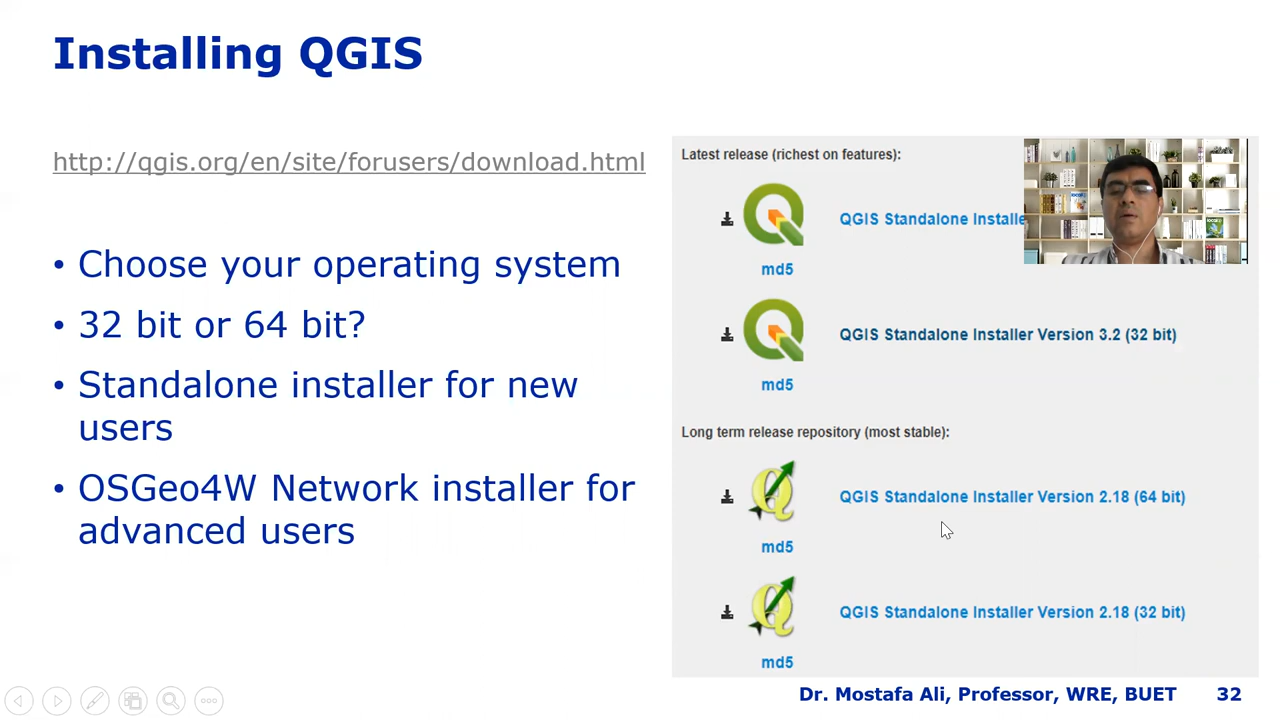 Installing QGIS
http://qgis.org/en/site/forusers/download.html
• Choose your operating system
• 32 bit or 64 bit?
• Standalone installer for new
users
• OSGeo4W Network installer for
advanced users
Latest release (richest on features):
QGIS Standalone Installe
md5
QGIS Standalone Installer Version 3.2 (32 bit)
md5
Long term release repository (most stable):
QGIS Standalone Installer Version 2.18 (64 bit)
md5
QGIS Standalone Installer Version 2.18 (32 bit)
md5
Dr. Mostafa Ali, Professor, WRE, BUET 32